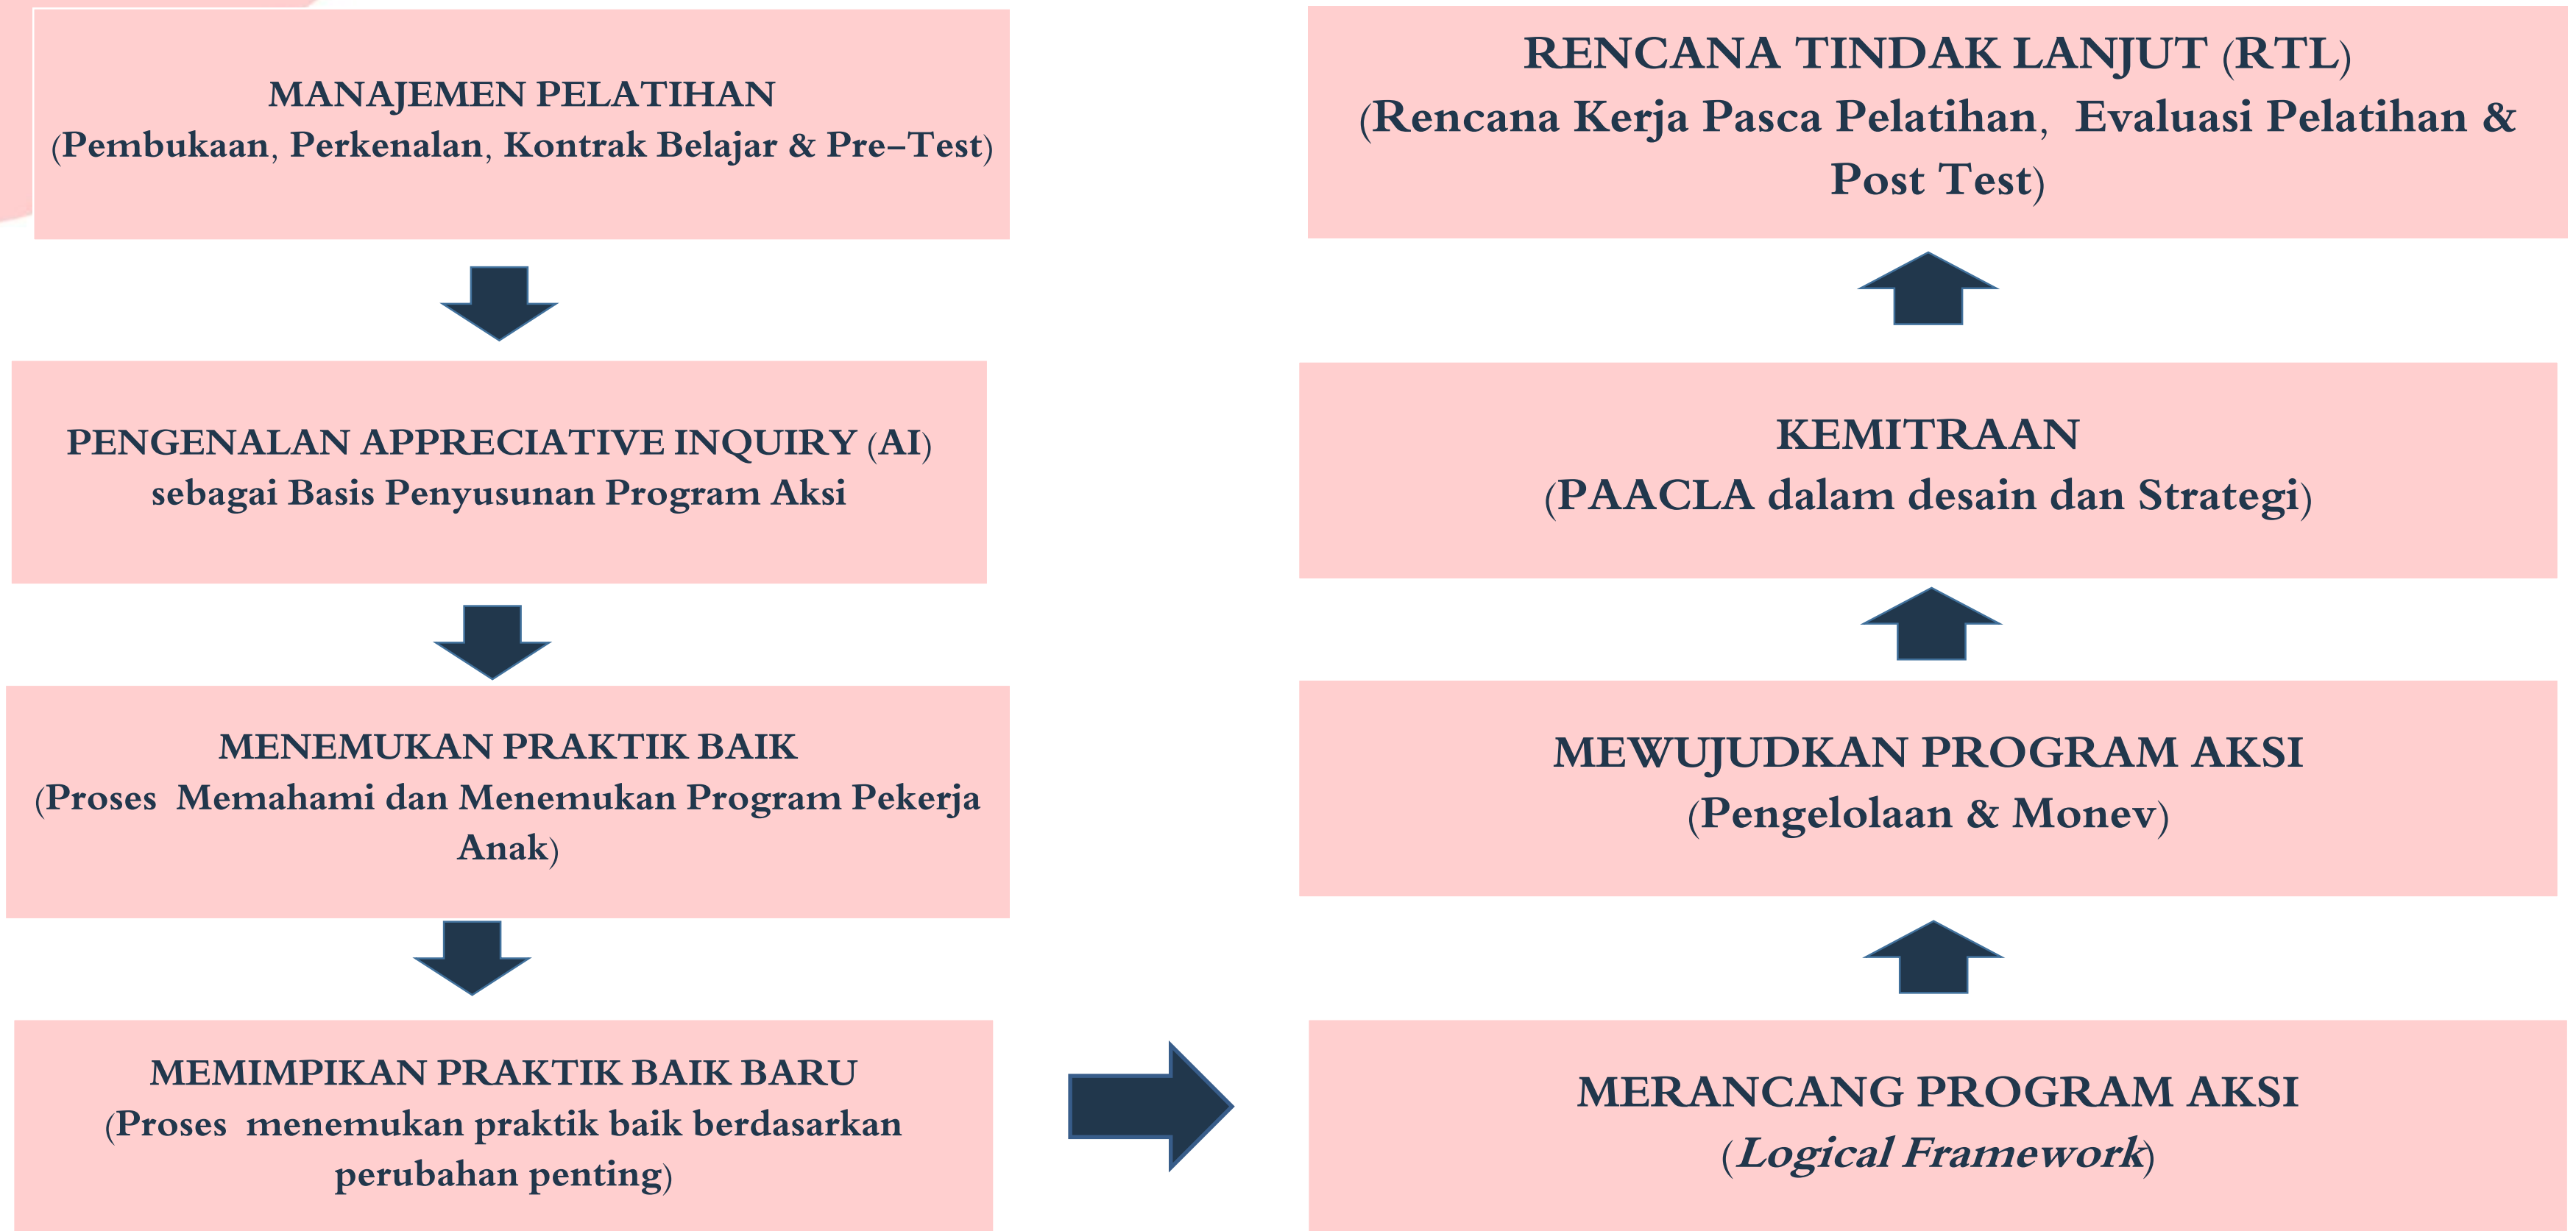 MANAJEMEN PELATIHAN
(Pembukaan, Perkenalan, Kontrak Belajar & Pre-Test)
PENGENALAN APPRECIATIVE INQUIRY (AI)
sebagai Basis Penyusunan Program Aksi
MENEMUKAN PRAKTIK BAIK
(Proses Memahami dan Menemukan Program Pekerja
Anak)
MEMIMPIKAN PRAKTIK BAIK BARU
(Proses menemukan praktik baik berdasarkan
perubahan penting)
MERANCANG PROGRAM AKSI
(Logical Framework)
MEWUJUDKAN PROGRAM AKSI
(Pengelolaan & Monev)
KEMITRAAN
(PAACLA dalam desain dan Strategi)
RENCANA TINDAK LANJUT (RTL)
(Rencana Kerja Pasca Pelatihan, Evaluasi Pelatihan &
Post Test)